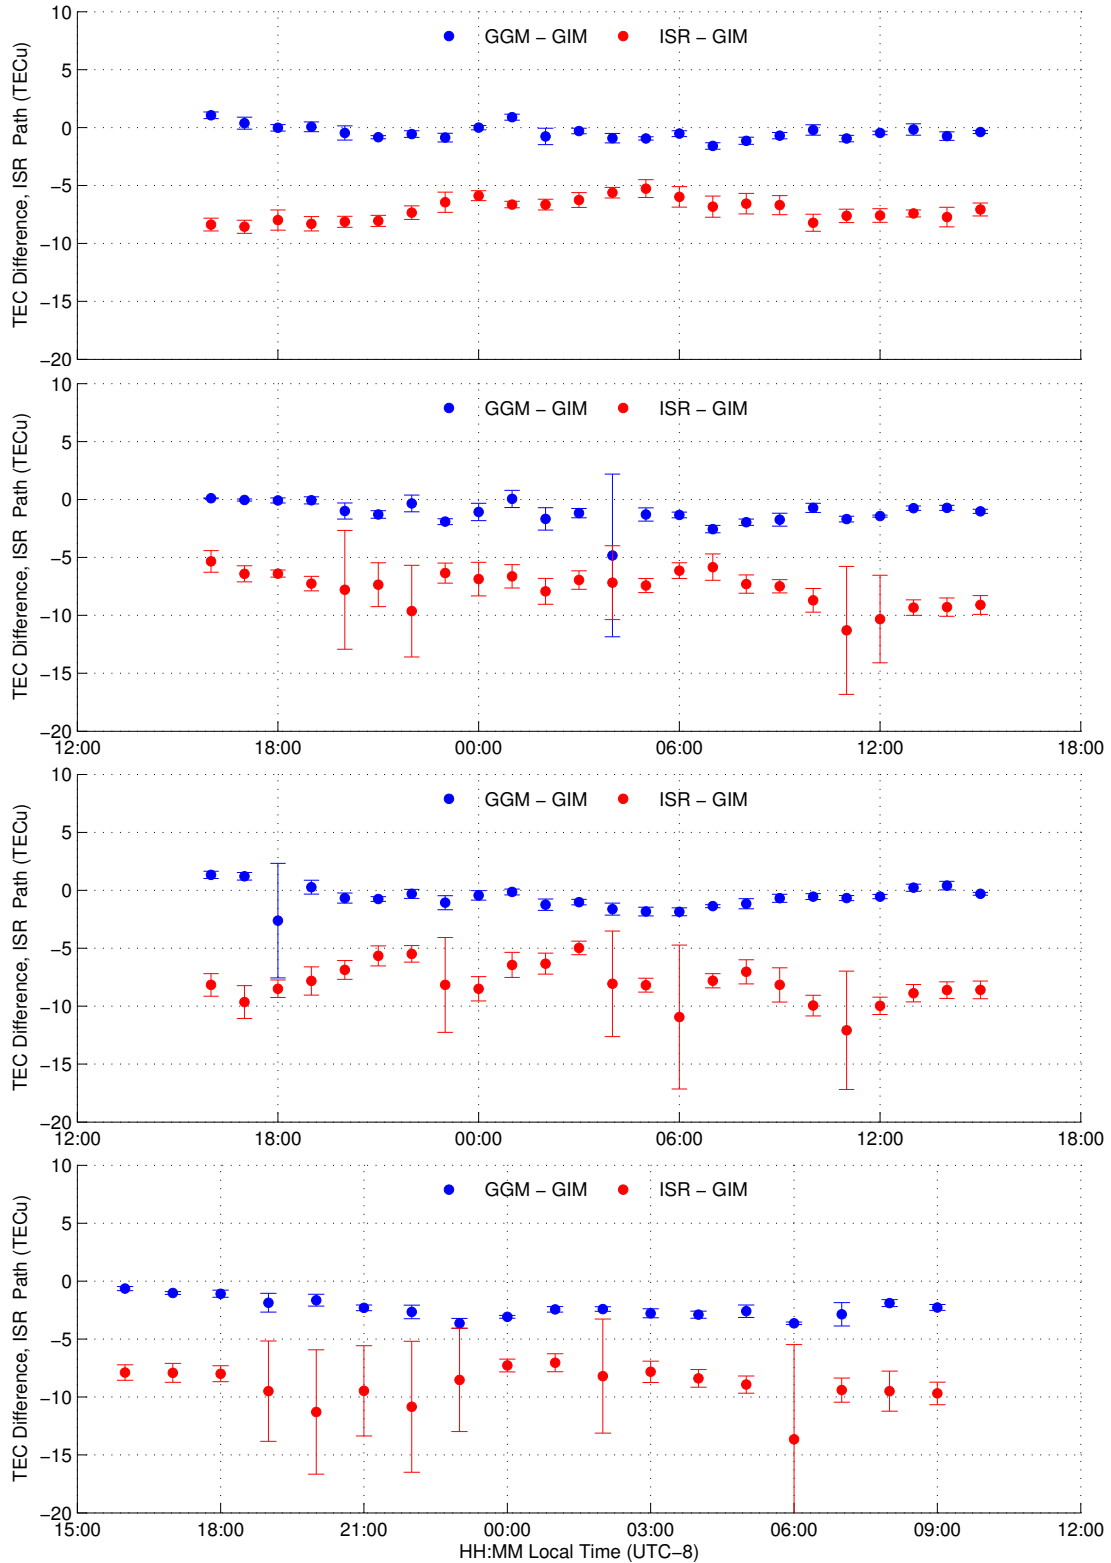 TEC Difference, ISR Path (TECu)
10
5
0
−5
−10
−15
−20
GGM − GIM
ISR − GIM
TEC Difference, ISR Path (TECu)
10
5
0
−5
−10
−15
−20
GGM − GIM
ISR − GIM
12:00 18:00 00:00 06:00 12:00 18:00
TEC Difference, ISR Path (TECu)
10
5
0
−5
−10
−15
−20
GGM − GIM
ISR − GIM
12:00 18:00 00:00 06:00 12:00 18:00
TEC Difference, ISR Path (TECu)
10
5
0
−5
−10
−15
−20
GGM − GIM
ISR − GIM
15:00 18:00 21:00 00:00 03:00 06:00 09:00 12:00
HH:MM Local Time (UTC−8)